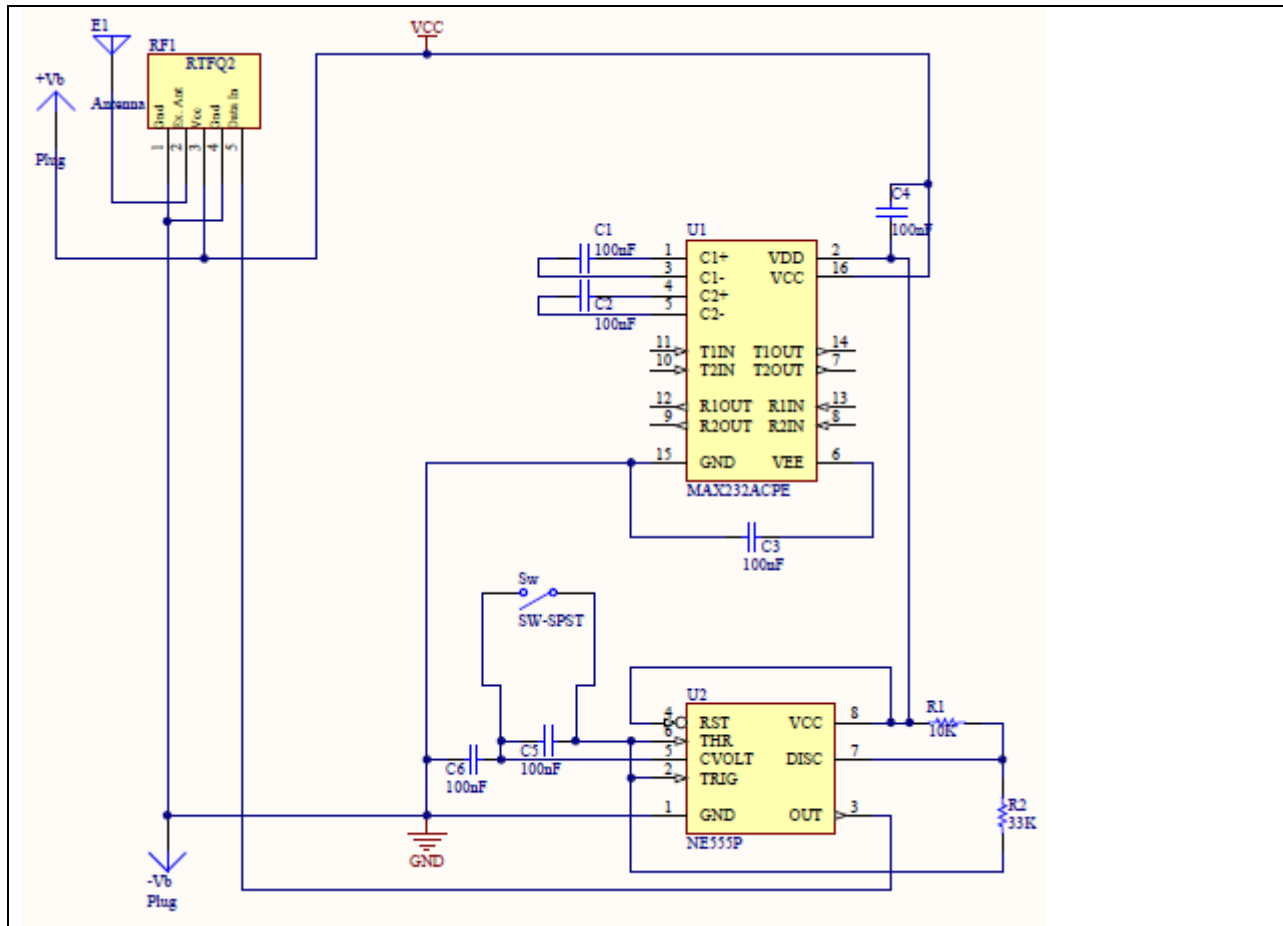 E1
VCC
RF1
RTFQ2
+Vb
Antenna
Gnd
Ex. Ant
Vcc
Gnd
Data In
1
2
3
4
5
Plug
C4
100nF
C1
100nF
C2
100nF
U1
1 C1+ VDD 2
3 C1- VCC 16
4 C2+
5 C2-
11 T1IN T1OUT 14
10 T2IN T2OUT 7
12 R1OUT R1IN 13
9 R2OUT R2IN 8
15 GND VEE 6
MAX232ACPE
C3
100nF
Sw
SW-SPST
U2
4 RST VCC 8
6 THR
5 CVOLT DISC 7
2 TRIG
1 GND OUT 3
NE555P
R1
10K
C5
100nF
C6
100nF
R2
33K
GND
-Vb
Plug